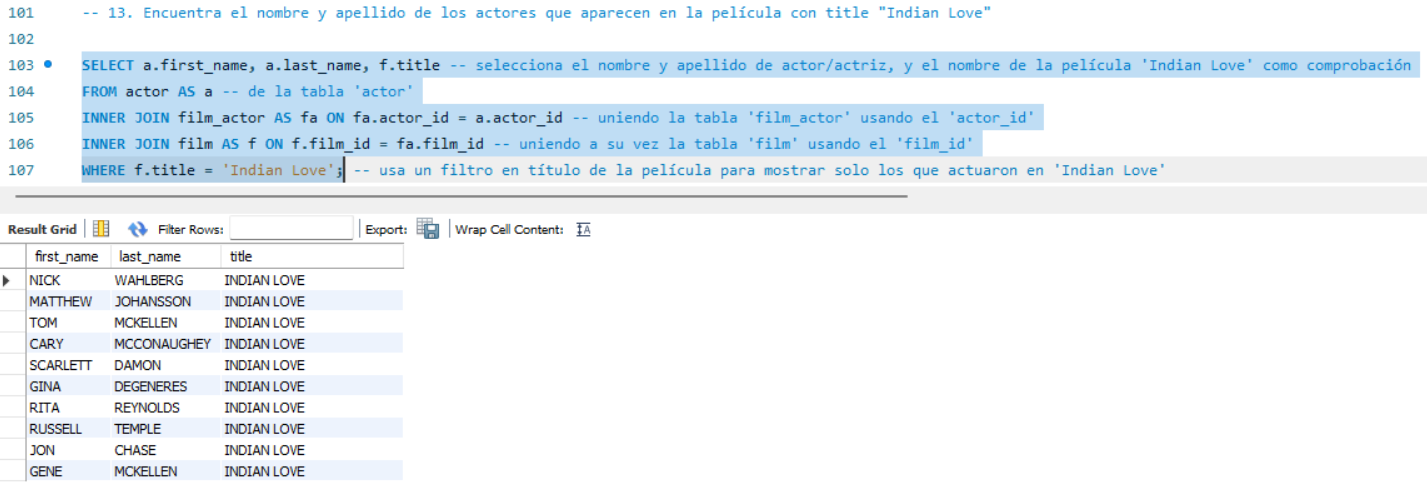 101 -- 13. Encuentra el nombre y apellido de los actores que aparecen en la película con title "Indian Love"
102
103 SELECT a.first_name, a.last_name, f.title -- selecciona el nombre y apellido de actor/actriz, y el nombre de la película 'Indian Love' como comprobación
104 FROM actor AS a -- de la tabla 'actor'
105 INNER JOIN film_actor AS fa ON fa.actor_id = a.actor_id -- uniendo la tabla 'film_actor' usando el 'actor_id'
106 INNER JOIN film AS f ON f.film_id = fa.film_id -- uniendo a su vez la tabla 'film' usando el 'film_id'
107 WHERE f.title = 'Indian Love'; -- usa un filtro en título de la película para mostrar solo los que actuaron en 'Indian Love'
Result Grid Filter Rows: Export: Wrap Cell Content: IA
first_name last_name title
NICK WAHLBERG INDIAN LOVE
MATTHEW JOHANSSON INDIAN LOVE
TOM MCKELLEN INDIAN LOVE
CARY MCCONAUGHEY INDIAN LOVE
SCARLETT DAMON INDIAN LOVE
GINA DEGENERES INDIAN LOVE
RITA REYNOLDS INDIAN LOVE
RUSSELL TEMPLE INDIAN LOVE
JON CHASE INDIAN LOVE
GENE MCKELLEN INDIAN LOVE